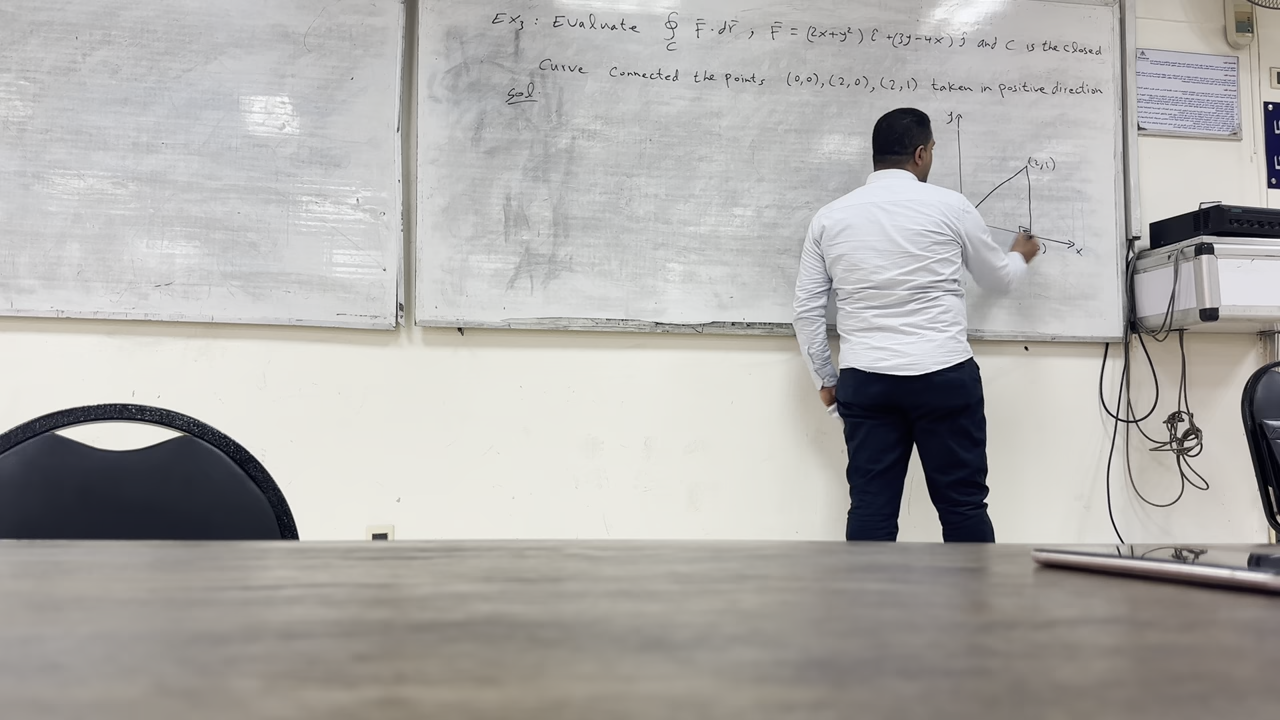 Ex3 : Evaluate ∮C F̄ . dr̄ , F̄ = (2x+y²) î +(3y-4x) ĵ and C is the closed
Curve Connected the points (0,0), (2,0), (2,1) taken in positive direction
sol
y
(2,1)
)
x